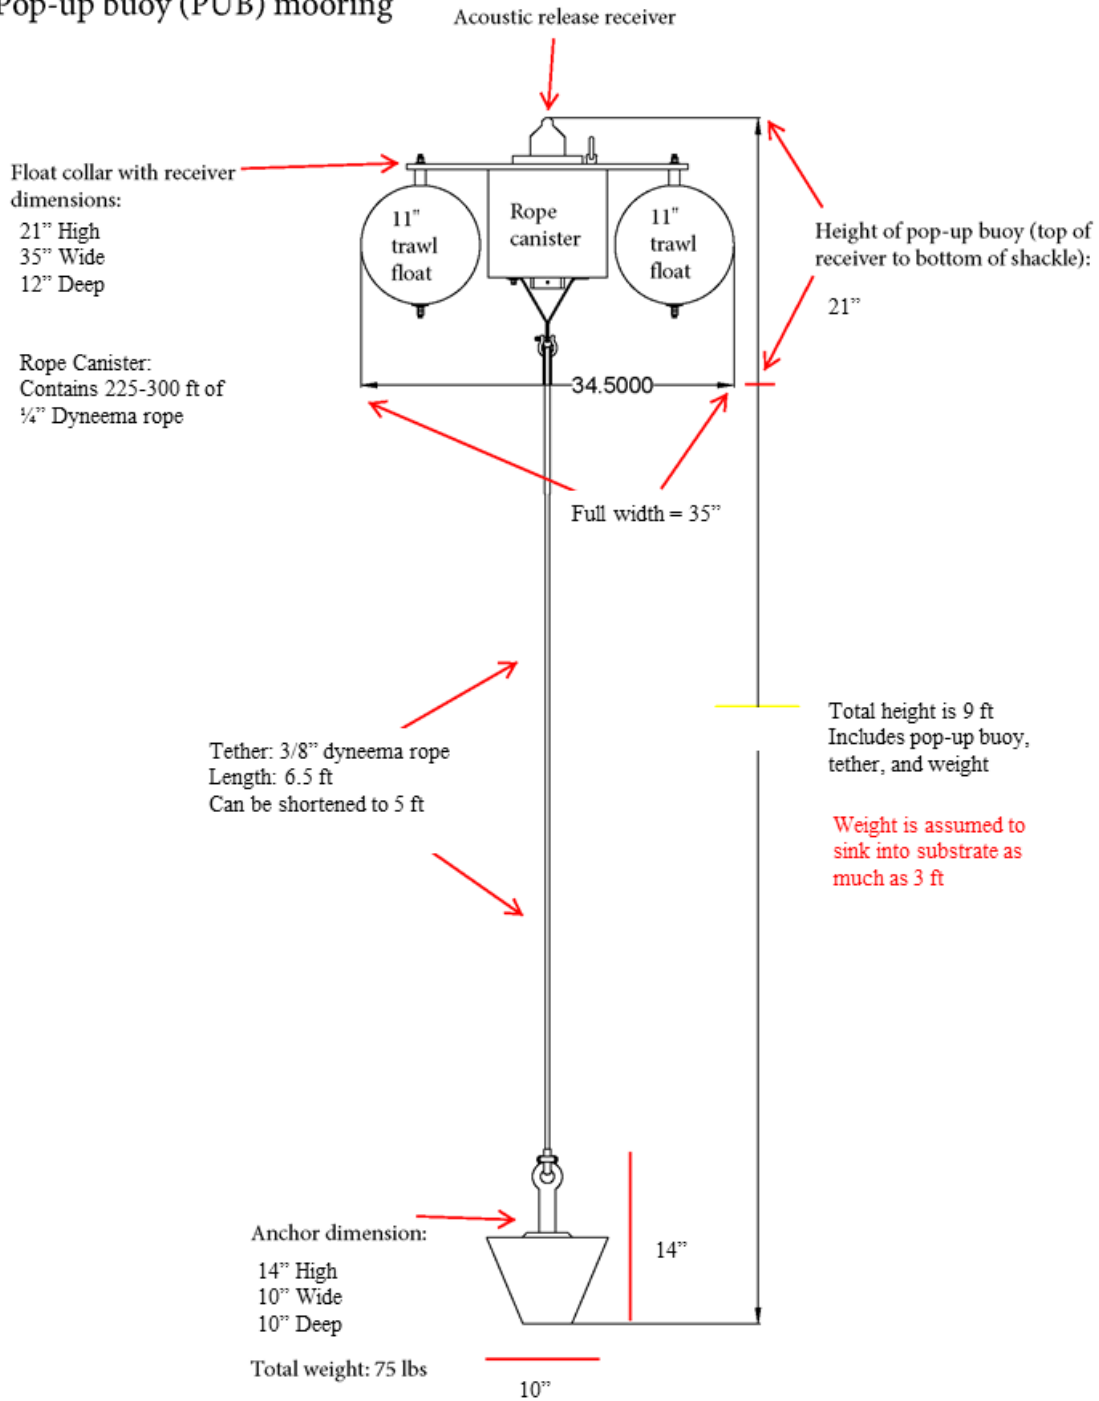 Pop-up buoy (PUB) mooring
Acoustic release receiver
Float collar with receiver
dimensions:
21” High
35” Wide
12” Deep
11"
trawl
float
Rope
canister
11"
trawl
float
Height of pop-up buoy (top of
receiver to bottom of shackle):
21”
Rope Canister:
Contains 225-300 ft of
¼” Dyneema rope
34.5000
Full width = 35”
Tether: 3/8” dyneema rope
Length: 6.5 ft
Can be shortened to 5 ft
Total height is 9 ft
Includes pop-up buoy,
tether, and weight
Weight is assumed to
sink into substrate as
much as 3 ft
Anchor dimension:
14” High
10” Wide
10” Deep
Total weight: 75 lbs
14”
10”